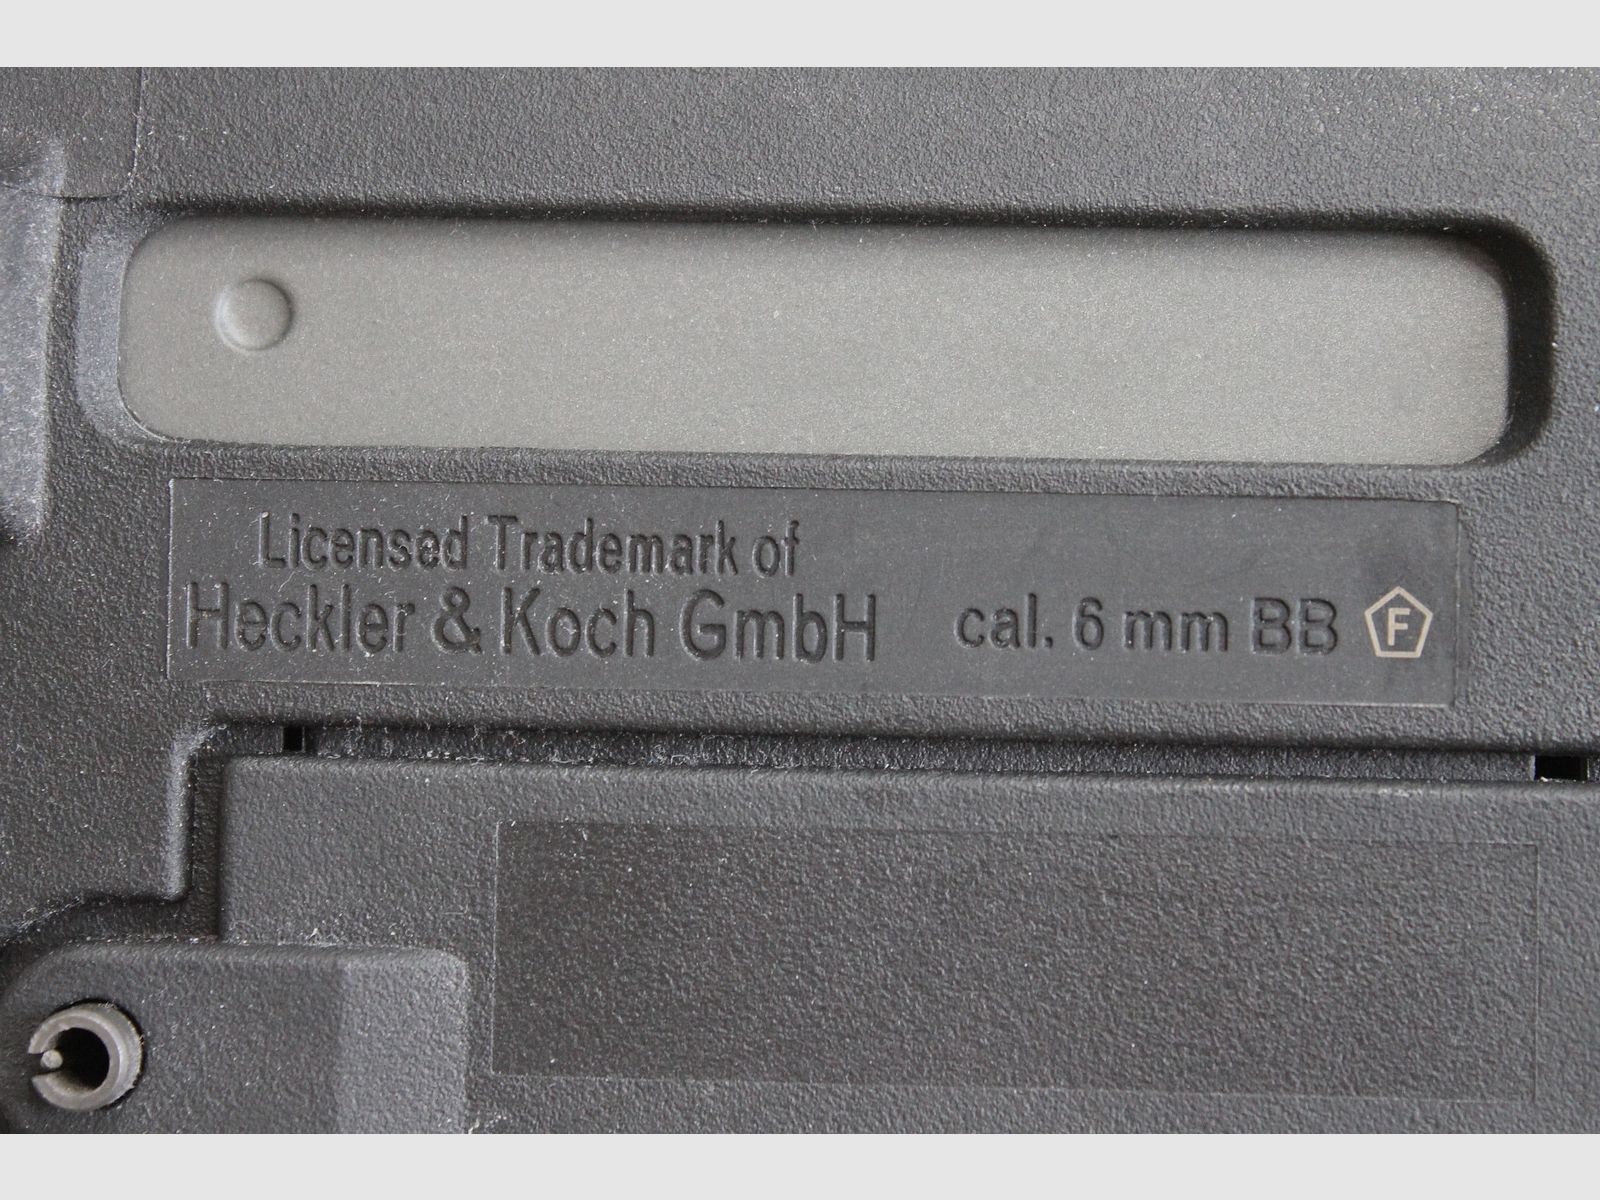 Licensed Trademark of
Heckler & Koch GmbH cal. 6 mm BB F